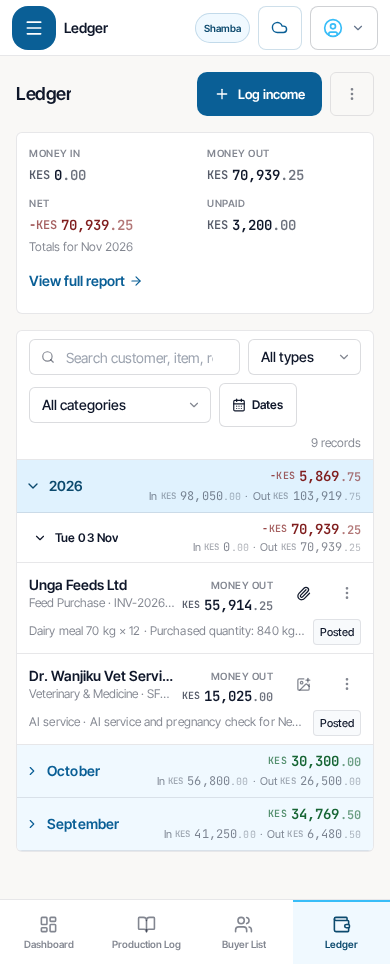 Ledger
Shamba
Ledger
Log income
MONEY IN
MONEY OUT
KES 0.00
KES 70,939.25
NET
UNPAID
-KES 70,939.25
KES 3,200.00
Totals for Nov 2026
View full report →
Search customer, item, r
All types
All categories
Dates
9 records
2026
-KES 5,869.75
In KES 98,050.00 · Out KES 103,919.75
Tue 03 Nov
-KES 70,939.25
In KES 0.00 · Out KES 70,939.25
Unga Feeds Ltd
MONEY OUT
Feed Purchase · INV-2026...
KES 55,914.25
Dairy meal 70 kg × 12 · Purchased quantity: 840 kg...
Posted
Dr. Wanjiku Vet Servi...
MONEY OUT
Veterinary & Medicine · SF...
KES 15,025.00
AI service · AI service and pregnancy check for Ne...
Posted
October
KES 30,300.00
In KES 56,800.00 · Out KES 26,500.00
September
KES 34,769.50
In KES 41,250.00 · Out KES 6,480.50
Dashboard
Production Log
Buyer List
Ledger